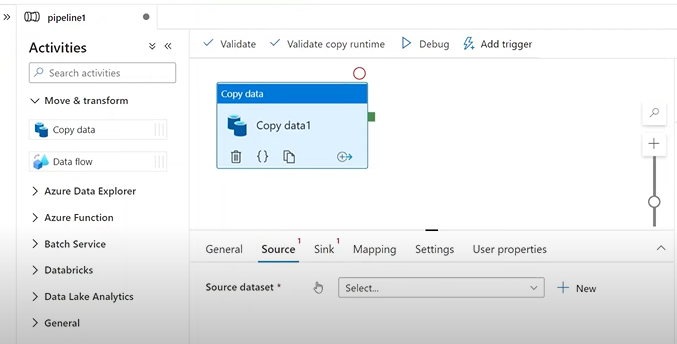 pipeline1
Activities
Search activities
Move & transform
Copy data
Data flow
Azure Data Explorer
Azure Function
Batch Service
Databricks
Data Lake Analytics
General
Validate
Validate copy runtime
Debug
Add trigger
Copy data
Copy data1
General
Source 1
Sink 1
Mapping
Settings
User properties
Source dataset *
Select...
New